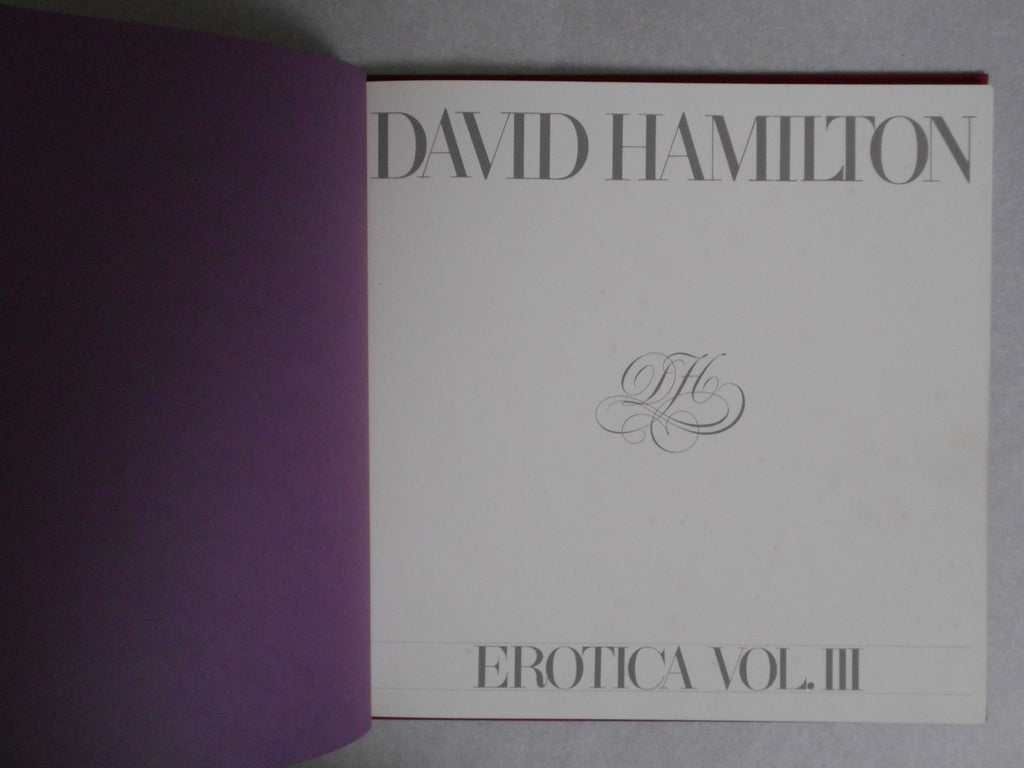 DAVID HAMILTON
DH
EROTICA VOL. III